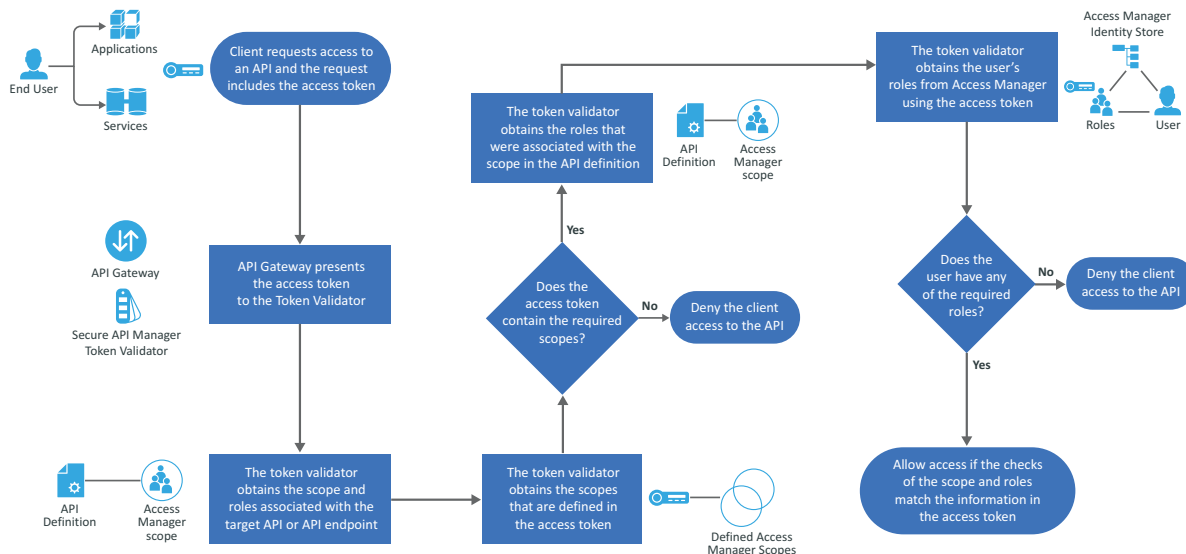 End User
Applications
Services
Client requests access to
an API and the request
includes the access token
API Gateway
Secure API Manager
Token Validator
API Gateway presents
the access token
to the Token Validator
API
Definition
Access
Manager
scope
The token validator
obtains the scope and
roles associated with the
target API or API endpoint
The token validator
obtains the scopes
that are defined in
the access token
Defined Access
Manager Scopes
Does the
access token
contain the required
scopes?
No
Deny the client
access to the API
Yes
The token validator
obtains the roles that
were associated with the
scope in the API definition
API
Definition
Access
Manager
scope
The token validator
obtains the user's
roles from Access Manager
using the access token
Access Manager
Identity Store
Roles
User
Does the
user have any
of the required
roles?
No
Deny the client
access to the API
Yes
Allow access if the checks
of the scope and roles
match the information in
the access token